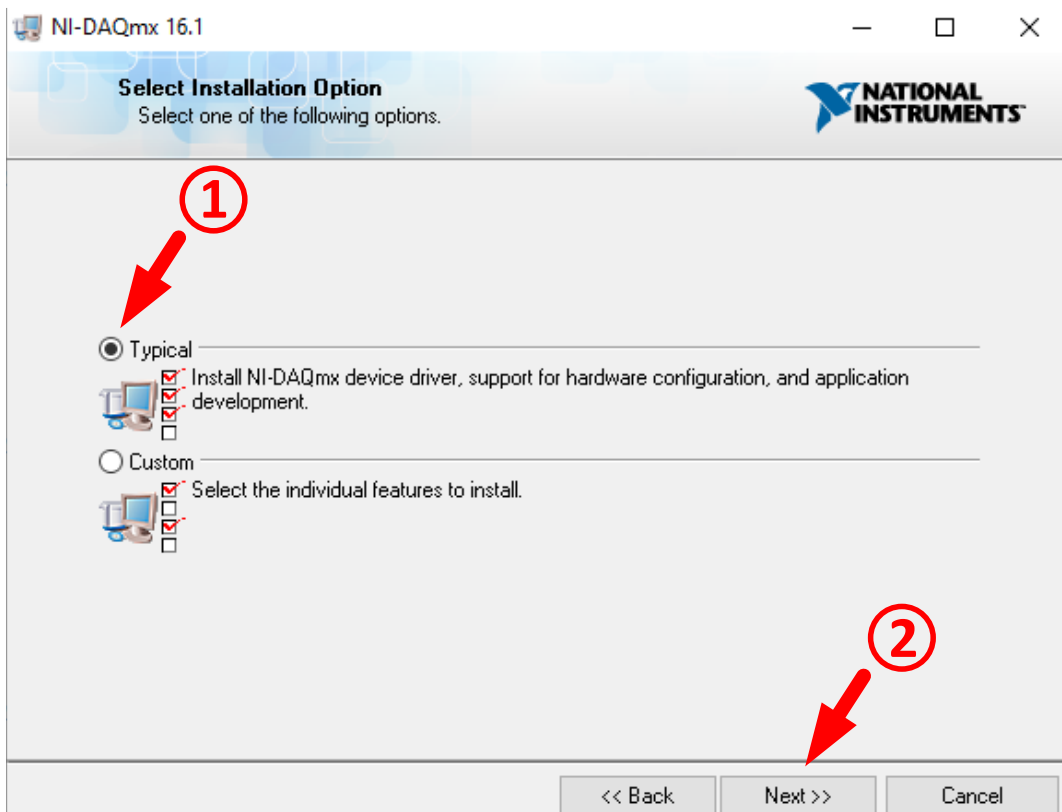 NI-DAQmx 16.1
Select Installation Option
Select one of the following options.
NATIONAL
INSTRUMENTS™
1
Typical
Install NI-DAQmx device driver, support for hardware configuration, and application
development.
Custom
Select the individual features to install.
2
<< Back
Next >>
Cancel